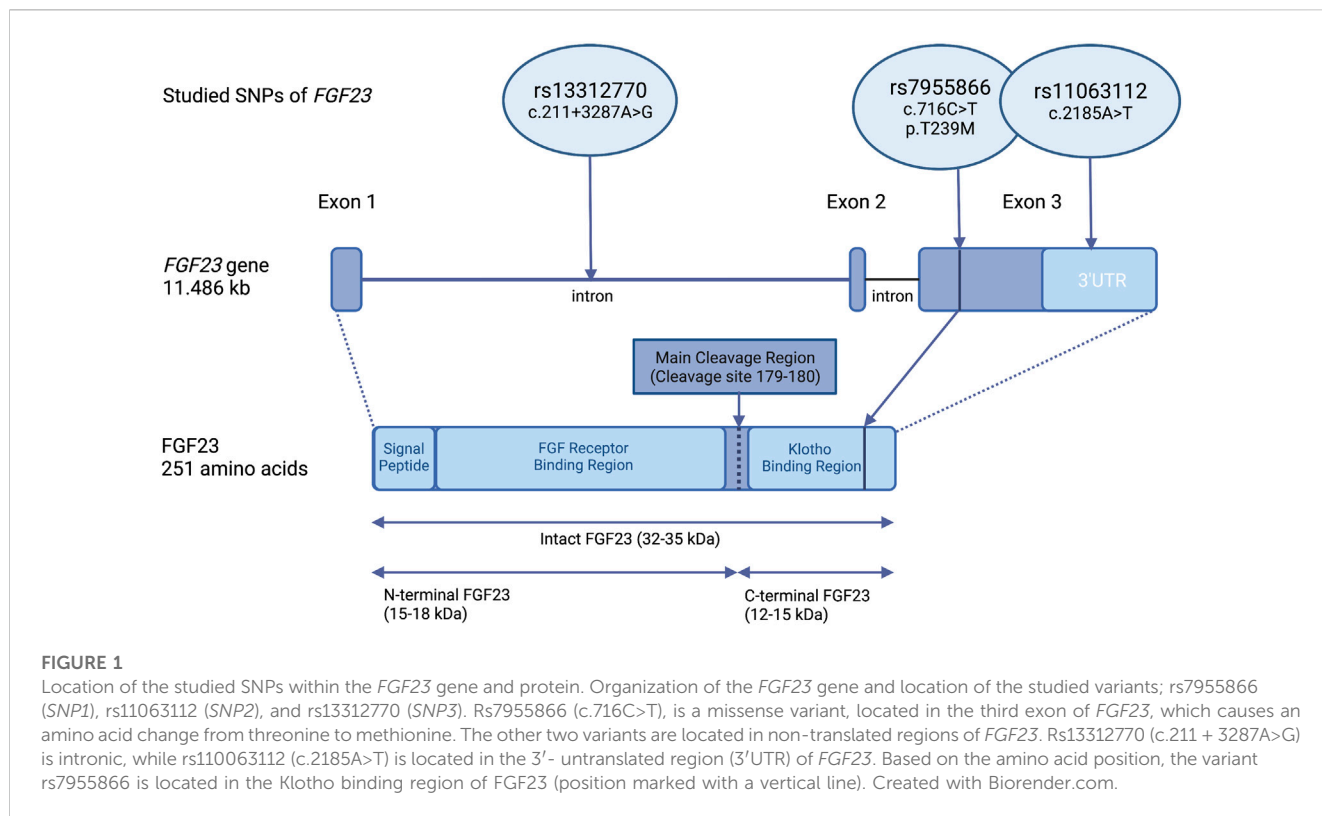 Studied SNPs of FGF23
rs13312770
c.211+3287A>G
rs7955866
c.716C>T
p.T239M
rs11063112
c.2185A>T
Exon 1
Exon 2
Exon 3
FGF23 gene
11.486 kb
intron
intron
3'UTR
Main Cleavage Region
(Cleavage site 179-180)
FGF23
251 amino acids
Signal
Peptide
FGF Receptor
Binding Region
Klotho
Binding Region
Intact FGF23 (32-35 kDa)
N-terminal FGF23
(15-18 kDa)
C-terminal FGF23
(12-15 kDa)
FIGURE 1
Location of the studied SNPs within the FGF23 gene and protein. Organization of the FGF23 gene and location of the studied variants; rs7955866
(SNP1), rs11063112 (SNP2), and rs13312770 (SNP3). Rs7955866 (c.716C>T), is a missense variant, located in the third exon of FGF23, which causes an
amino acid change from threonine to methionine. The other two variants are located in non-translated regions of FGF23. Rs13312770 (c.211 + 3287A>G)
is intronic, while rs110063112 (c.2185A>T) is located in the 3′- untranslated region (3′UTR) of FGF23. Based on the amino acid position, the variant
rs7955866 is located in the Klotho binding region of FGF23 (position marked with a vertical line). Created with Biorender.com.